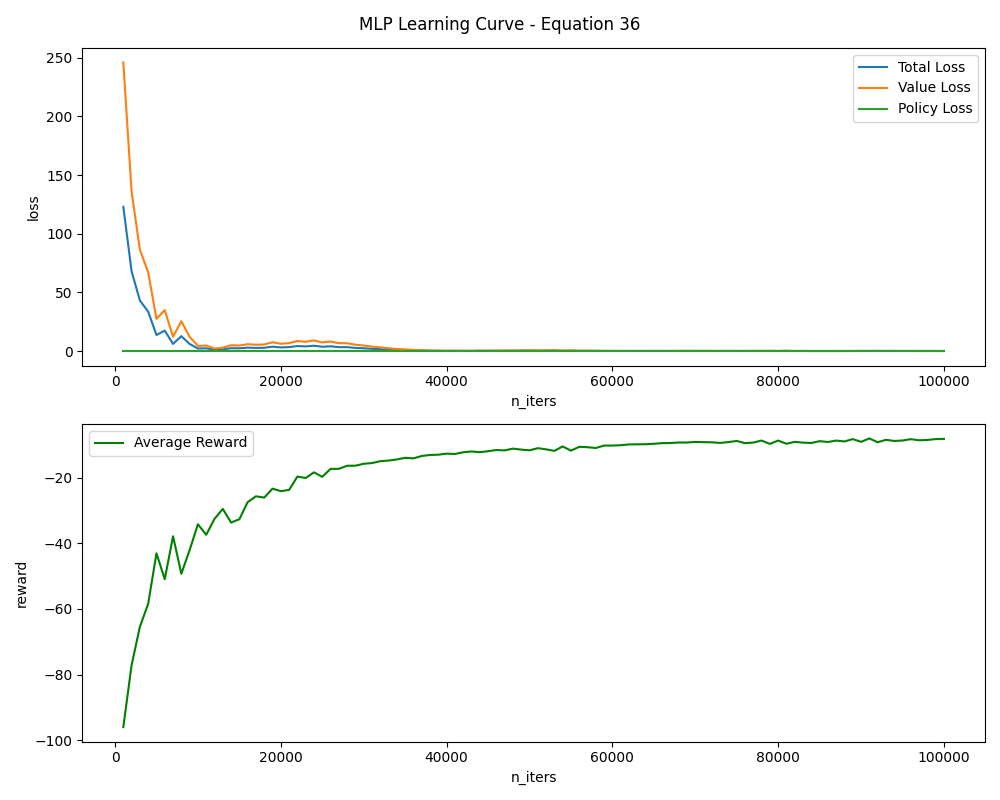 MLP Learning Curve - Equation 36
250
200
150
100
50
0
loss
Total Loss
Value Loss
Policy Loss
0 20000 40000 60000 80000 100000
n_iters
Average Reward
−20
−40
−60
−80
−100
reward
0 20000 40000 60000 80000 100000
n_iters